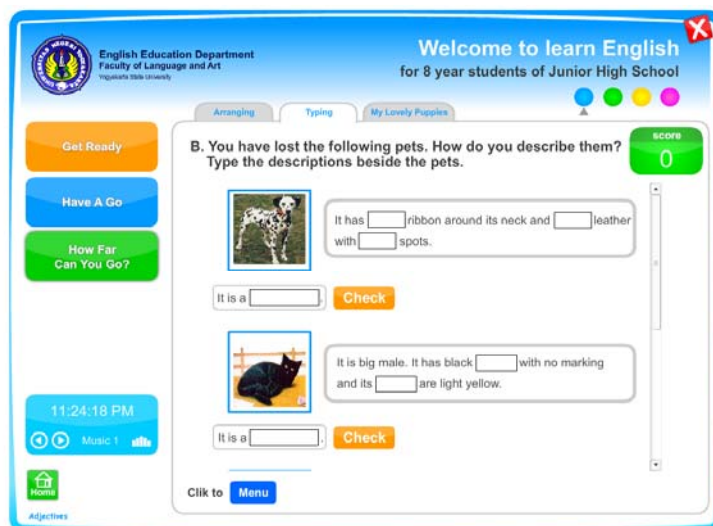 English Education Department
Faculty of Language and Art
Yogyakarta State University
Welcome to learn English
for 8 year students of Junior High School
Arranging
Typing
My Lovely Puppies
Get Ready
Have A Go
How Far
Can You Go?
B. You have lost the following pets. How do you describe them?
Type the descriptions beside the pets.
score
0
It has ribbon around its neck and leather
with spots.
It is a .
Check
It is big male. It has black with no marking
and its are light yellow.
It is a .
Check
11:24:18 PM
Music 1
Home
Adjectives
Clik to Menu